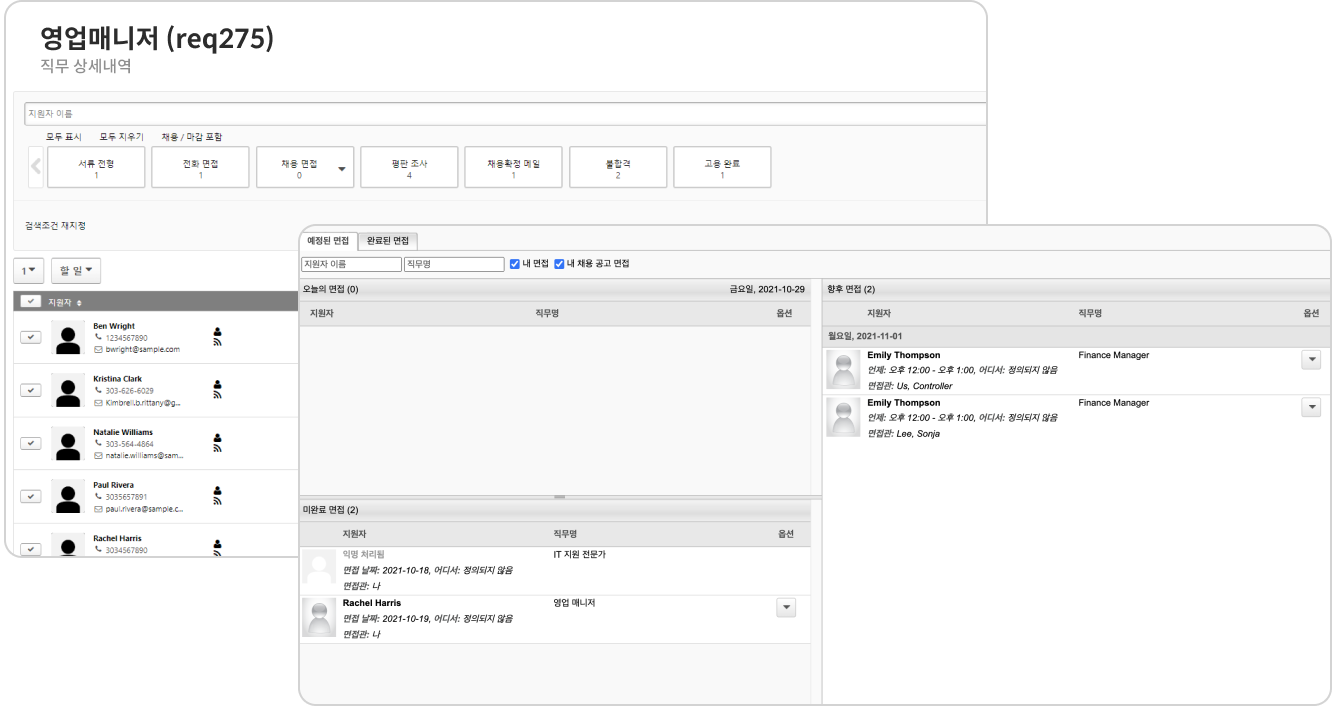 영업매니저 (req275)
직무 상세내역
지원자 이름
모두 표시 모두 지우기 채용 / 마감 포함
서류 전형 전화 면접 채용 면접 평판 조사 채용확정 메일 불합격 고용 완료
1 1 0 4 1 2 1
검색조건 재지정
1 할 일
지원자
Ben Wright
1234567890
bwright@sample.com
Kristina Clark
303-626-6029
Kimbrell.b.rittany@g...
Natalie Williams
303-564-4864
natalie.williams@sam...
Paul Rivera
3035657891
paul.rivera@sample.c...
Rachel Harris
3034567890
예정된 면접 완료된 면접
지원자 이름 직무명 내 면접 내 채용 공고 면접
오늘의 면접 (0) 금요일, 2021-10-29
지원자 직무명 옵션
미완료 면접 (2)
지원자 직무명 옵션
익명 처리됨 IT 지원 전문가
면접 날짜: 2021-10-18, 어디서: 정의되지 않음
면접관: 나
Rachel Harris 영업 매니저
면접 날짜: 2021-10-19, 어디서: 정의되지 않음
면접관: 나
향후 면접 (2)
지원자 직무명 옵션
월요일, 2021-11-01
Emily Thompson Finance Manager
언제: 오후 12:00 - 오후 1:00, 어디서: 정의되지 않음
면접관: Us, Controller
Emily Thompson Finance Manager
언제: 오후 12:00 - 오후 1:00, 어디서: 정의되지 않음
면접관: Lee, Sonja